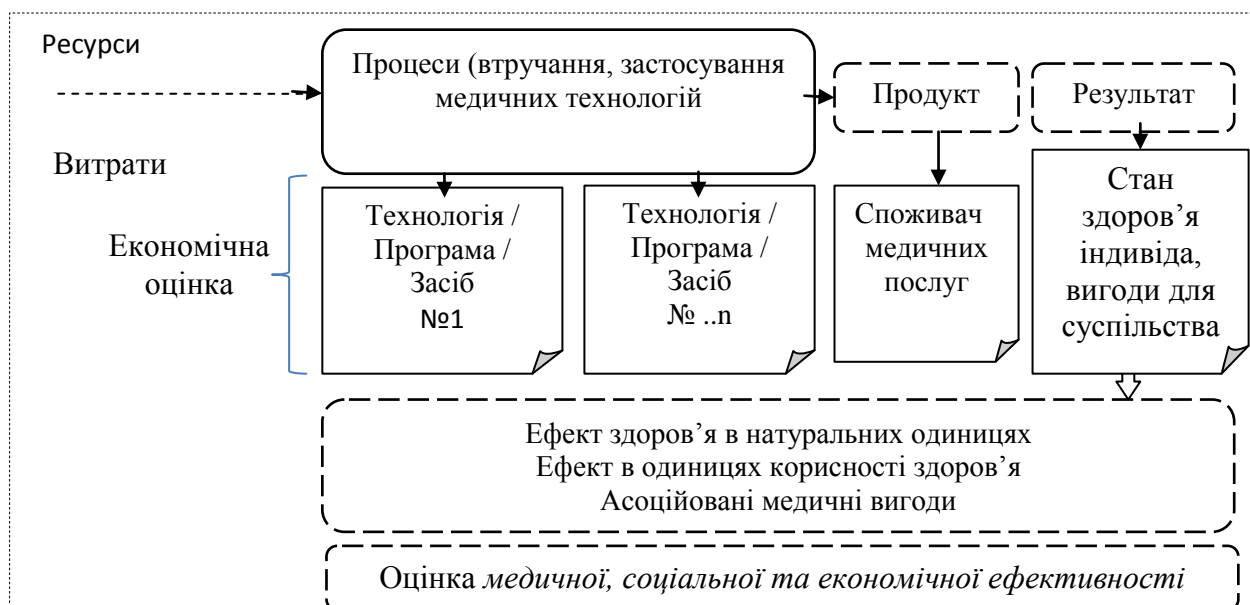 Ресурси
Процеси (втручання, застосування
медичних технологій
Продукт
Результат
Витрати
Економічна
оцінка
Технологія /
Програма /
Засіб
№1
Технологія /
Програма /
Засіб
№ ..n
Споживач
медичних
послуг
Стан
здоров’я
індивіда,
вигоди для
суспільства
Ефект здоров’я в натуральних одиницях
Ефект в одиницях корисності здоров’я
Асоційовані медичні вигоди
Оцінка медичної, соціальної та економічної ефективності